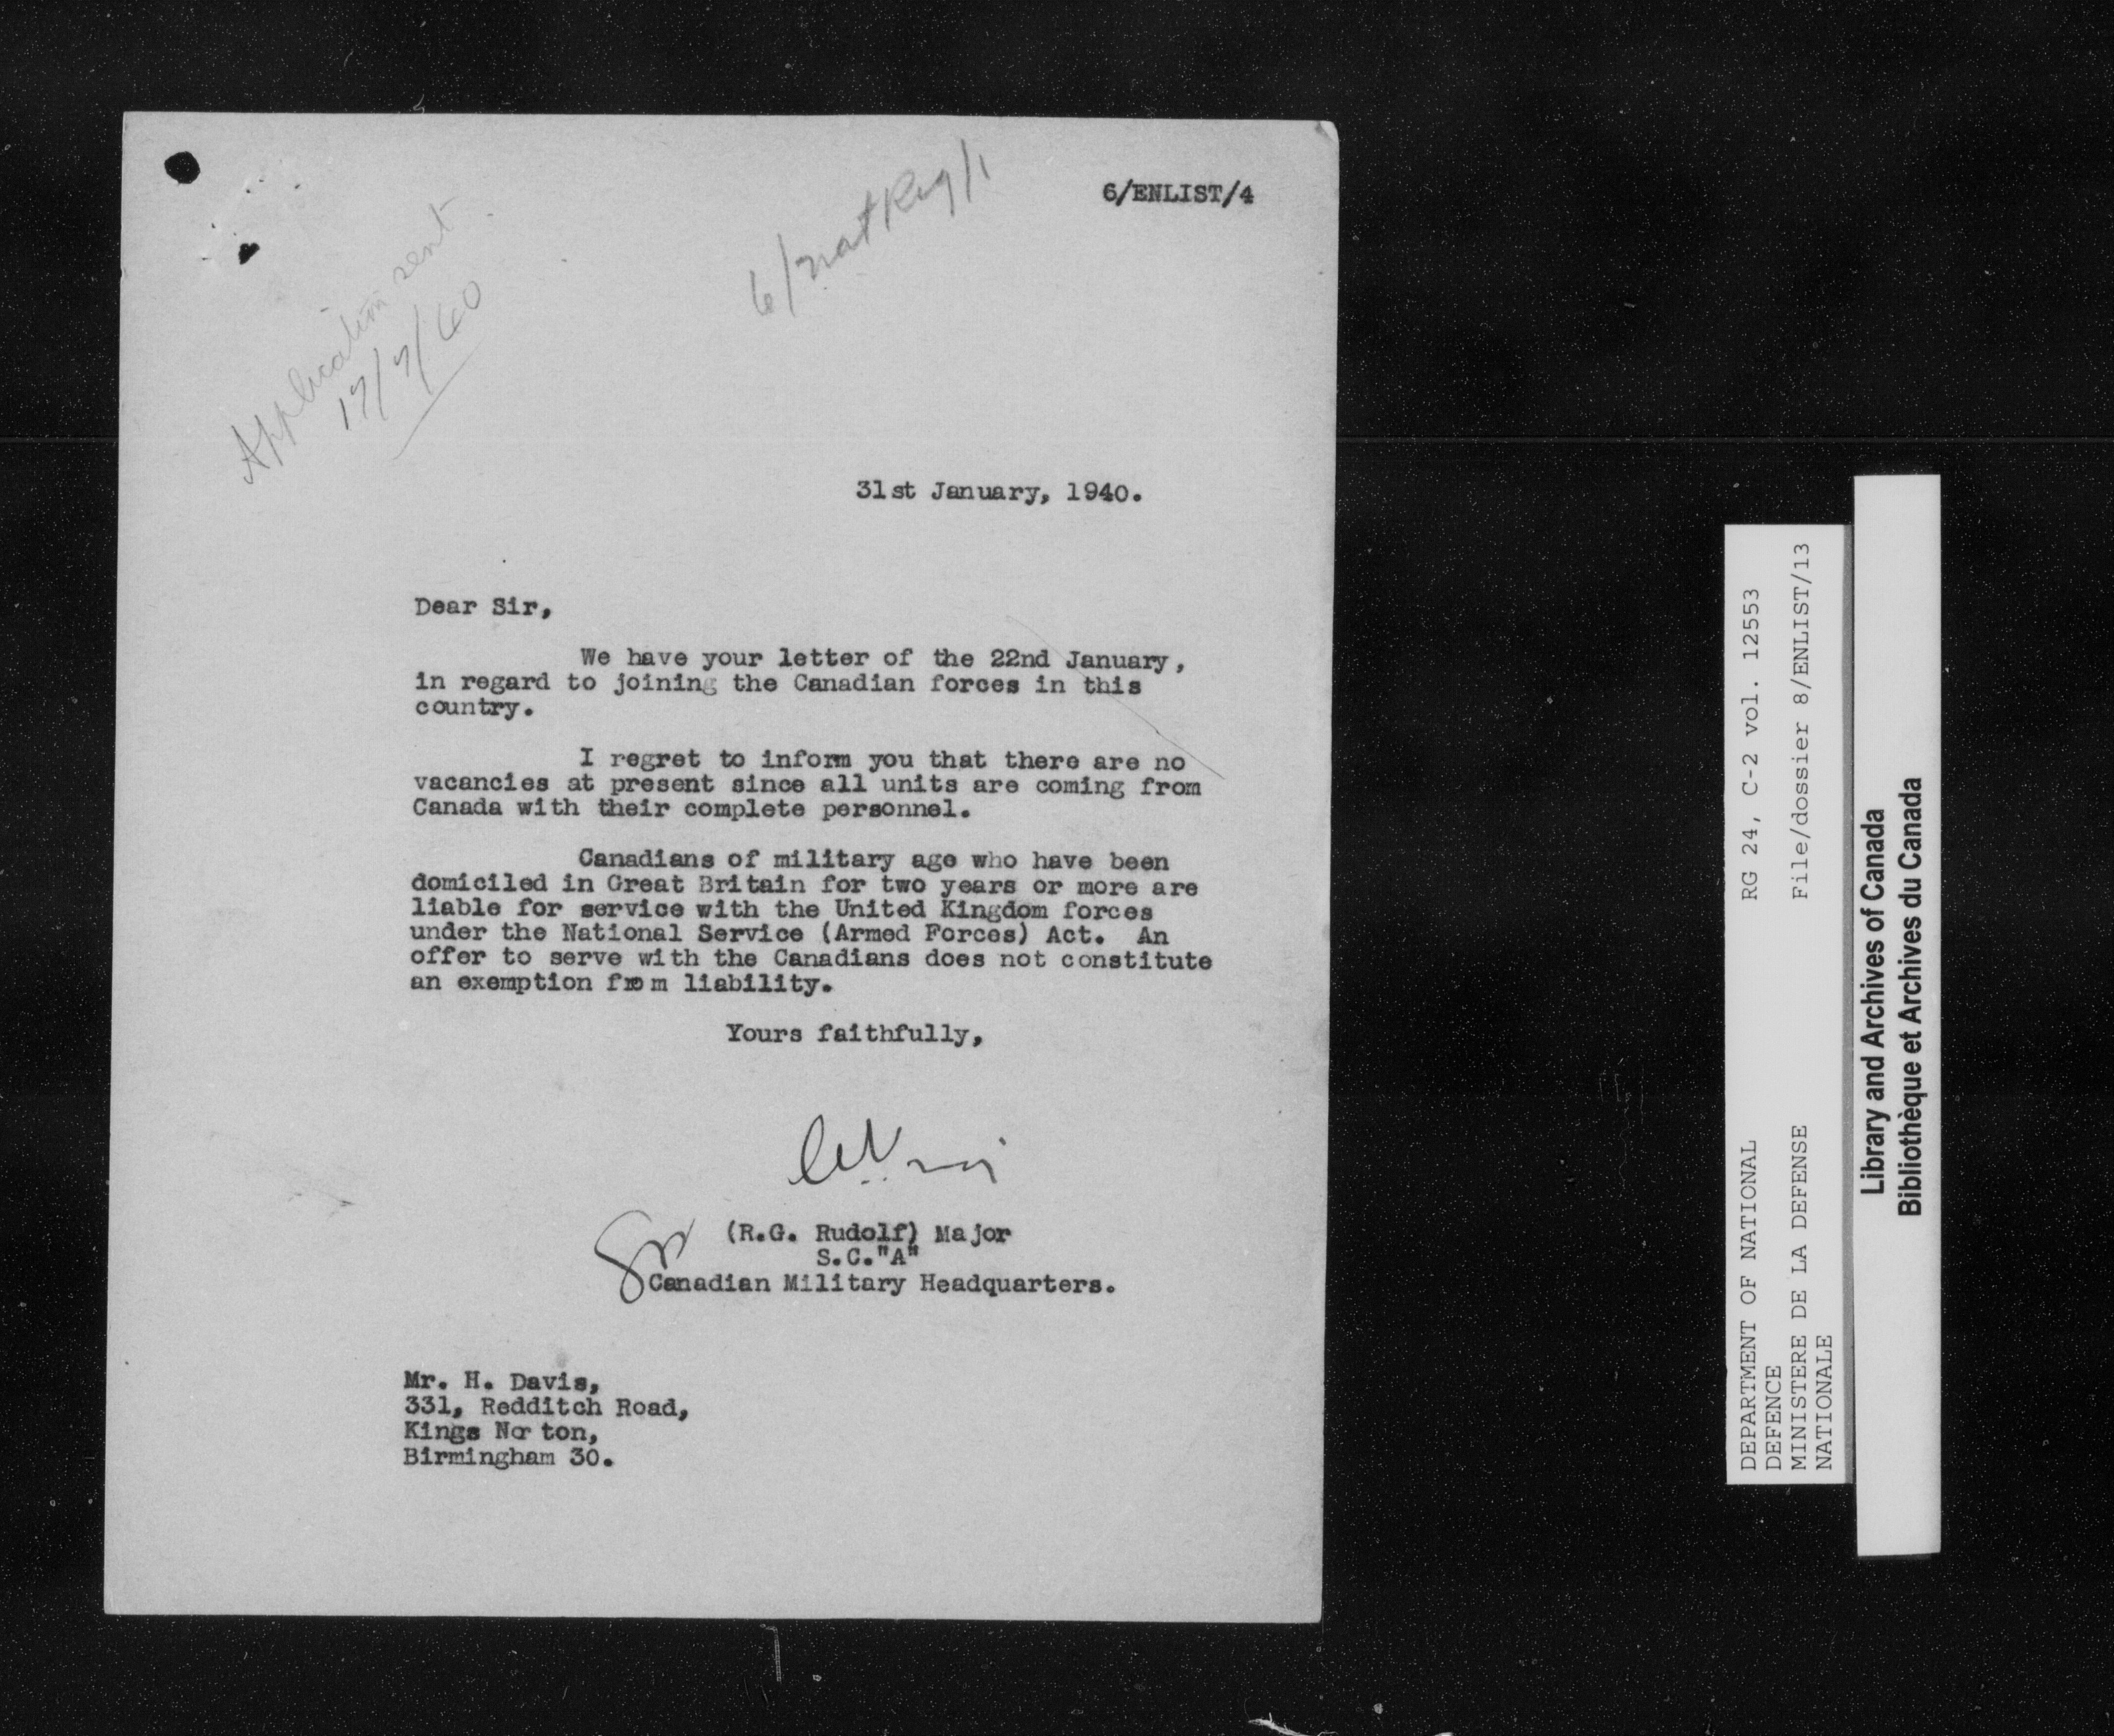 6/ENLIST/4
6/Nat Reg/1
Application sent
17/7/40
31st January, 1940.
Dear Sir,
We have your letter of the 22nd January,
in regard to joining the Canadian forces in this
country.
I regret to inform you that there are no
vacancies at present since all units are coming from
Canada with their complete personnel.
Canadians of military age who have been
domiciled in Great Britain for two years or more are
liable for service with the United Kingdom forces
under the National Service (Armed Forces) Act. An
offer to serve with the Canadians does not constitute
an exemption from liability.
Yours faithfully,
(R.G. Rudolf) Major
S.C."A"
Canadian Military Headquarters.
Mr. H. Davis,
331, Redditch Road,
Kings Norton,
Birmingham 30.
DEPARTMENT OF NATIONAL RG 24, C-2 vol. 12553
DEFENCE
MINISTERE DE LA DEFENSE File/dossier 8/ENLIST/13
NATIONALE
Library and Archives of Canada
Bibliothèque et Archives du Canada